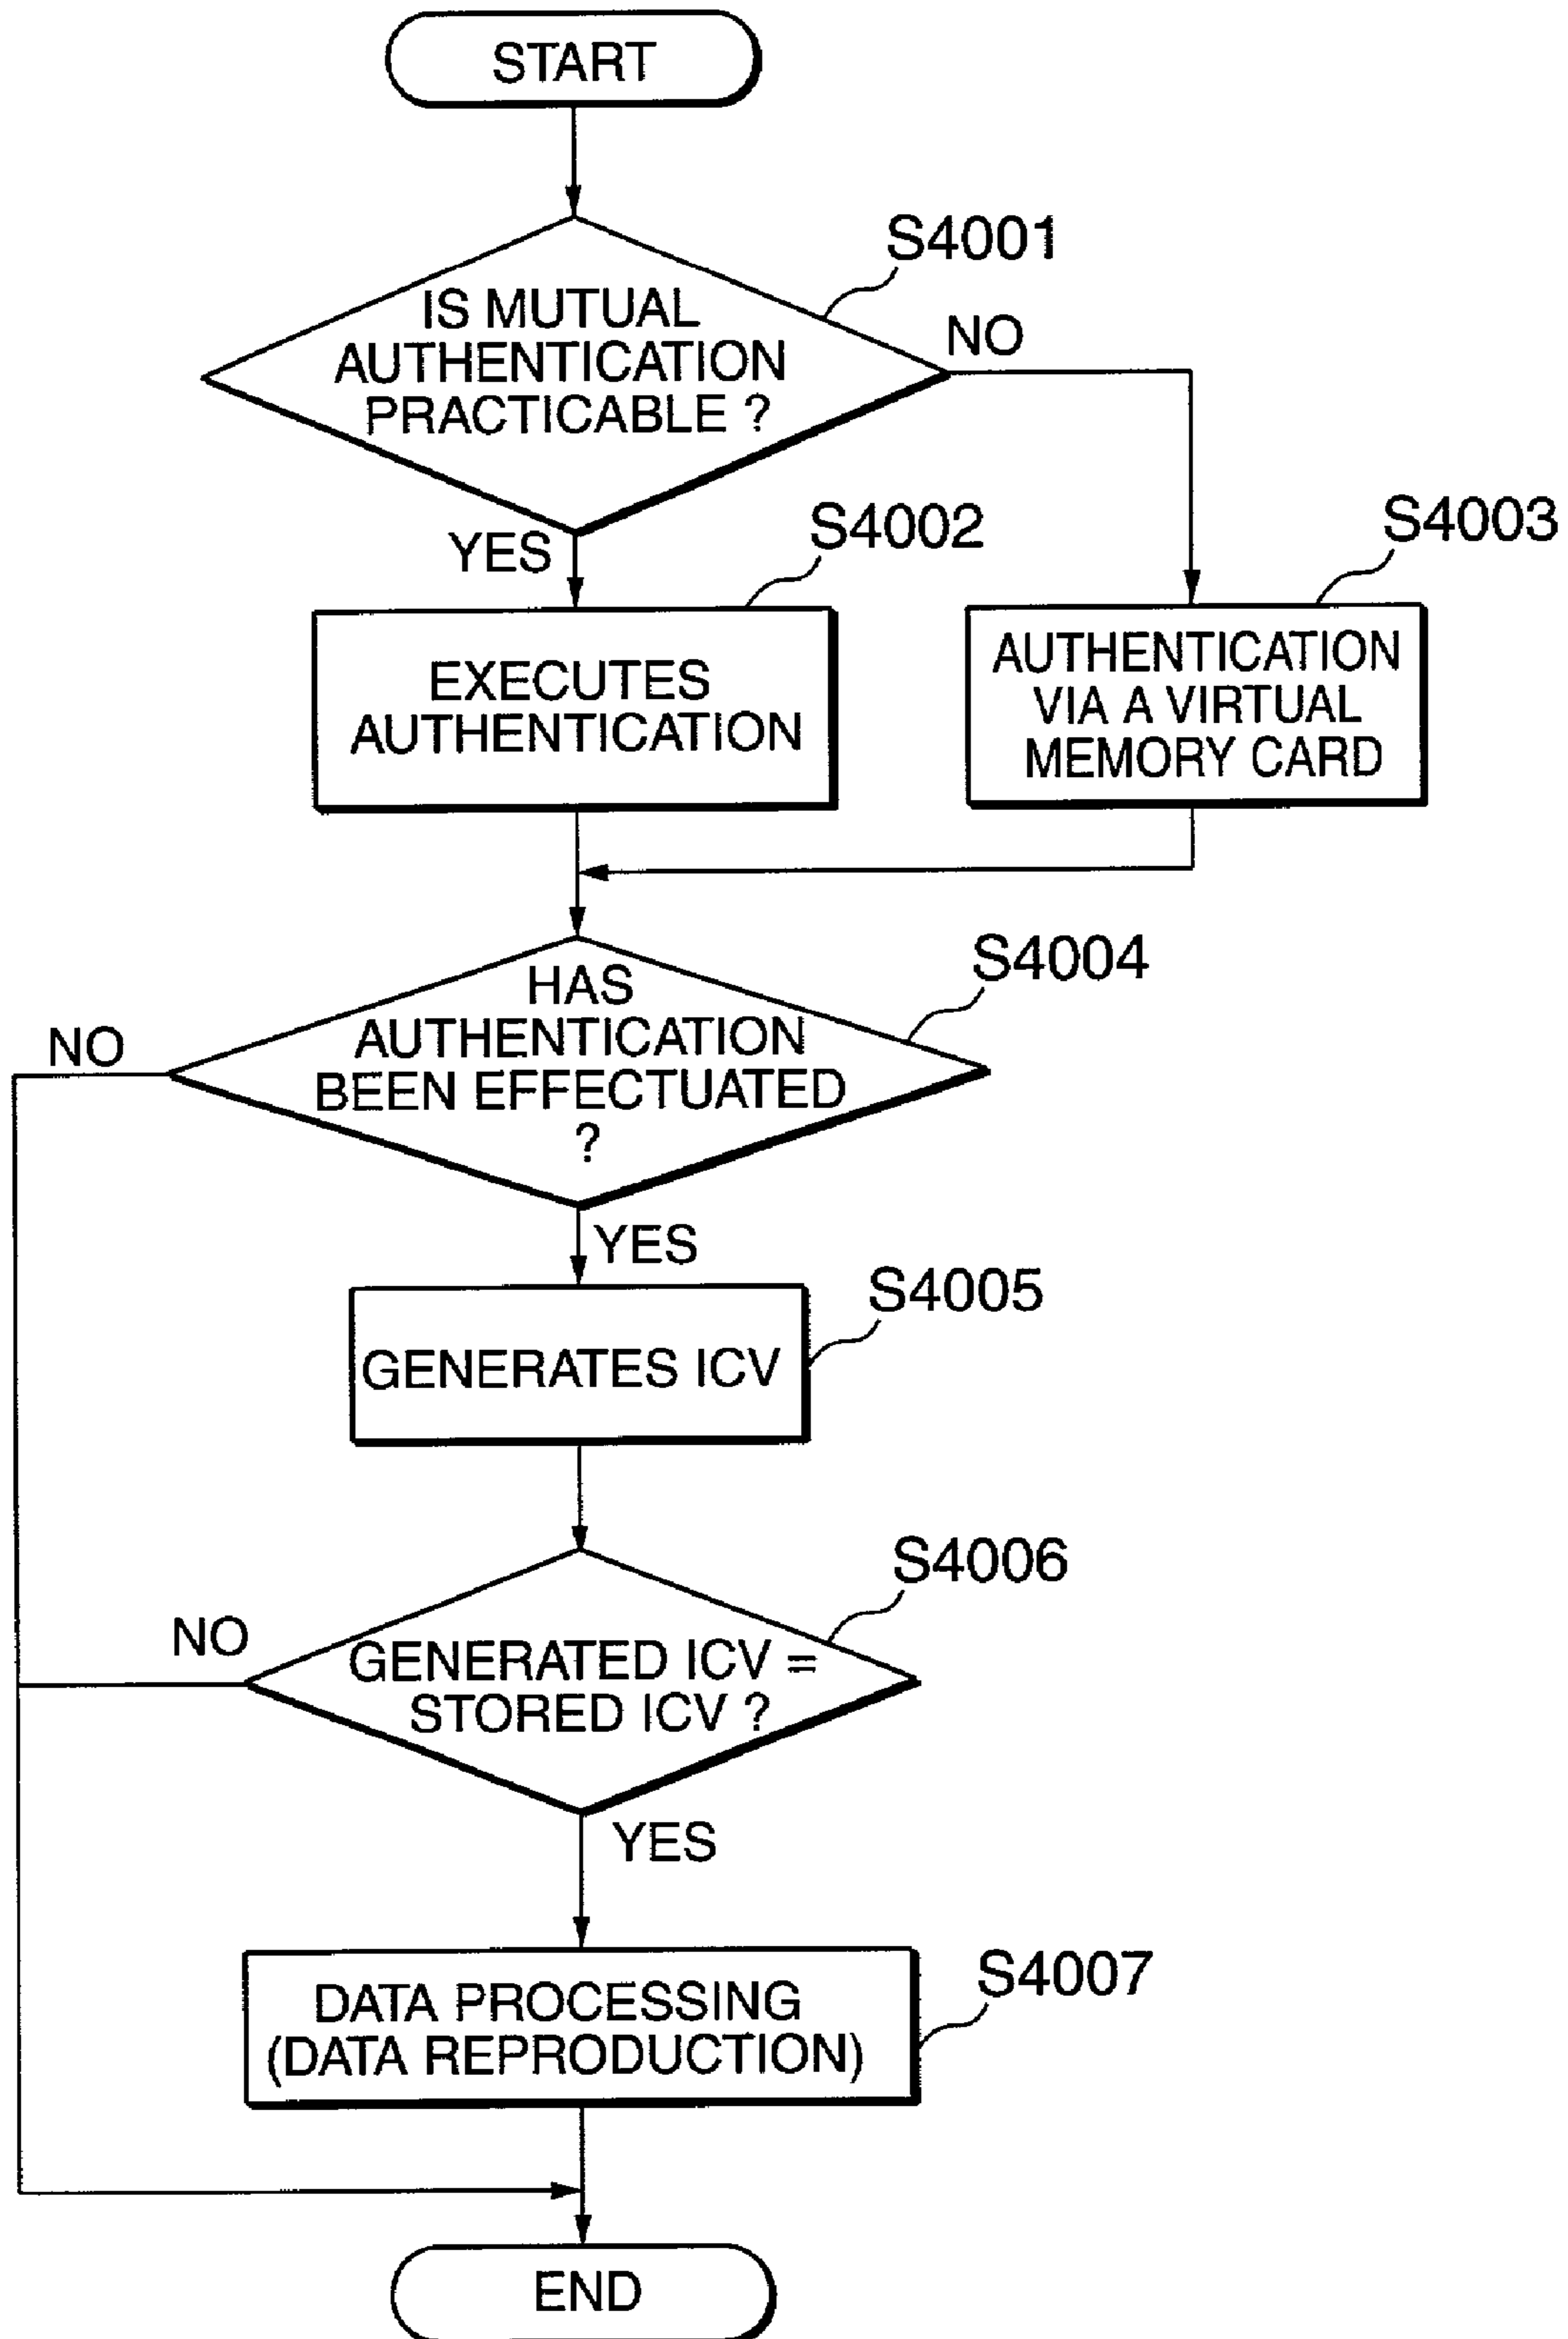 START
S4001
IS MUTUAL
AUTHENTICATION
PRACTICABLE ?
NO
YES
S4002
S4003
EXECUTES
AUTHENTICATION
AUTHENTICATION
VIA A VIRTUAL
MEMORY CARD
S4004
HAS
AUTHENTICATION
BEEN EFFECTUATED
?
NO
YES
S4005
GENERATES ICV
S4006
NO
GENERATED ICV =
STORED ICV ?
YES
S4007
DATA PROCESSING
(DATA REPRODUCTION)
END